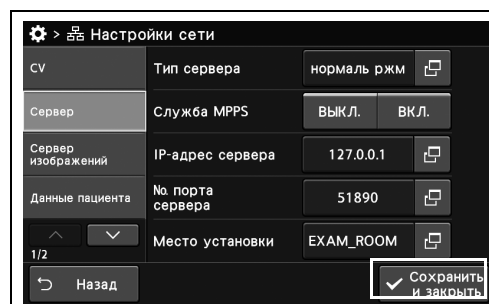 > Настройки сети
CV
Тип сервера
нормаль ржм
Сервер
Служба MPPS
ВЫКЛ.
ВКЛ.
Сервер
изображений
IP-адрес сервера
127.0.0.1
Данные пациента
№. порта
сервера
51890
1/2
Место установки
EXAM_ROOM
Назад
Сохранить
и закрыть